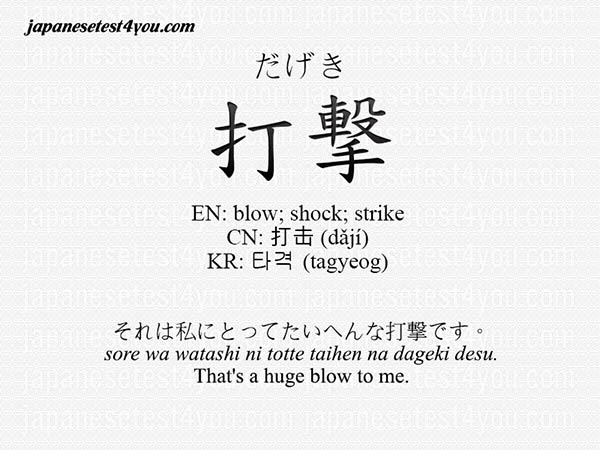 japanesetest4you.com
だげき
打撃
EN: blow; shock; strike
CN: 打击 (dǎjí)
KR: 타격 (tagyeog)
それは私にとってたいへんな打撃です。
sore wa watashi ni totte taihen na dageki desu.
That's a huge blow to me.